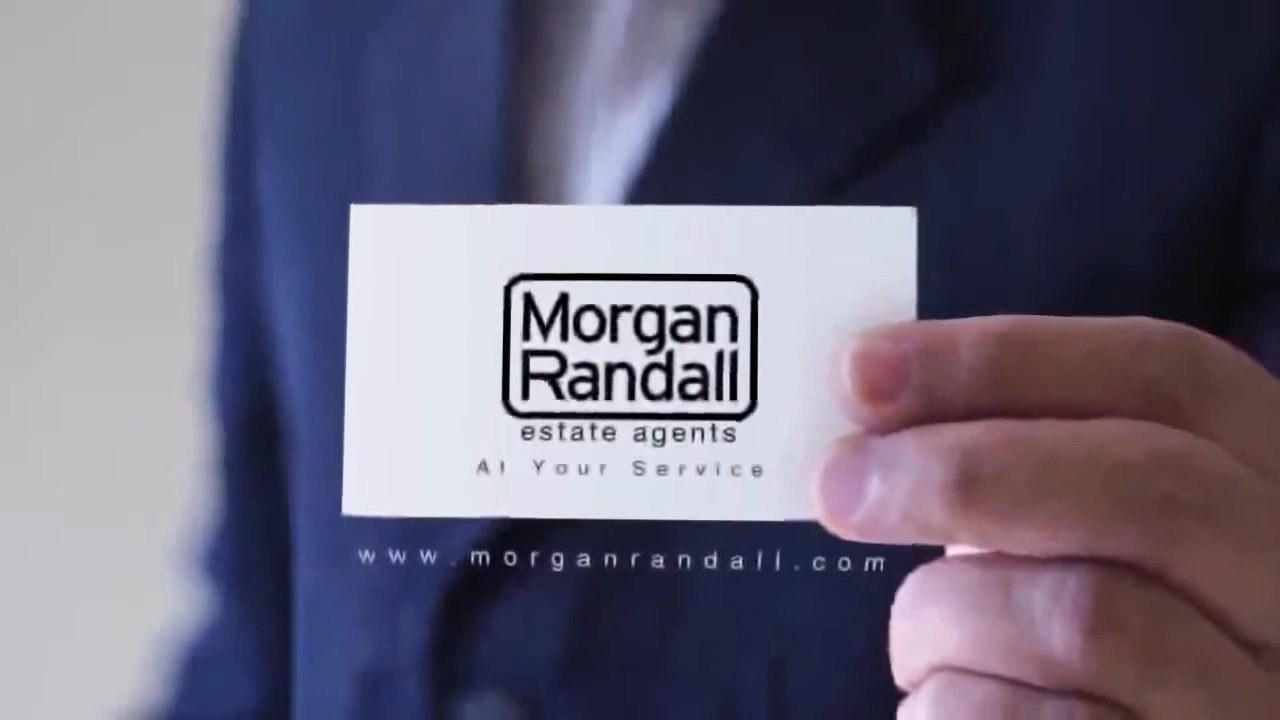 Morgan
Randall
estate agents
At Your Service
www.morganrandall.com